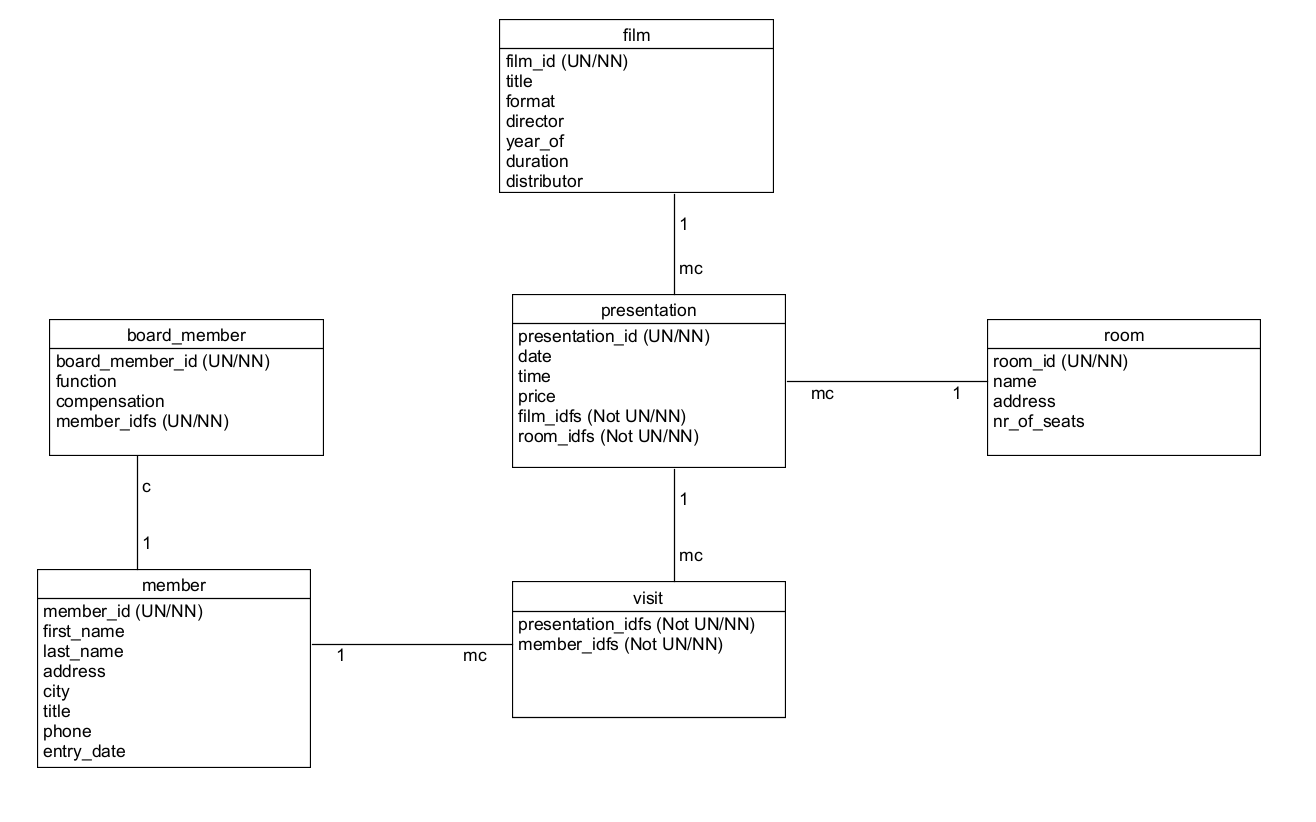 film
film_id (UN/NN)
title
format
director
year_of
duration
distributor
1
mc
presentation
presentation_id (UN/NN)
date
time
price
film_idfs (Not UN/NN)
room_idfs (Not UN/NN)
mc
1
room
room_id (UN/NN)
name
address
nr_of_seats
board_member
board_member_id (UN/NN)
function
compensation
member_idfs (UN/NN)
c
1
member
member_id (UN/NN)
first_name
last_name
address
city
title
phone
entry_date
1
mc
1
mc
visit
presentation_idfs (Not UN/NN)
member_idfs (Not UN/NN)